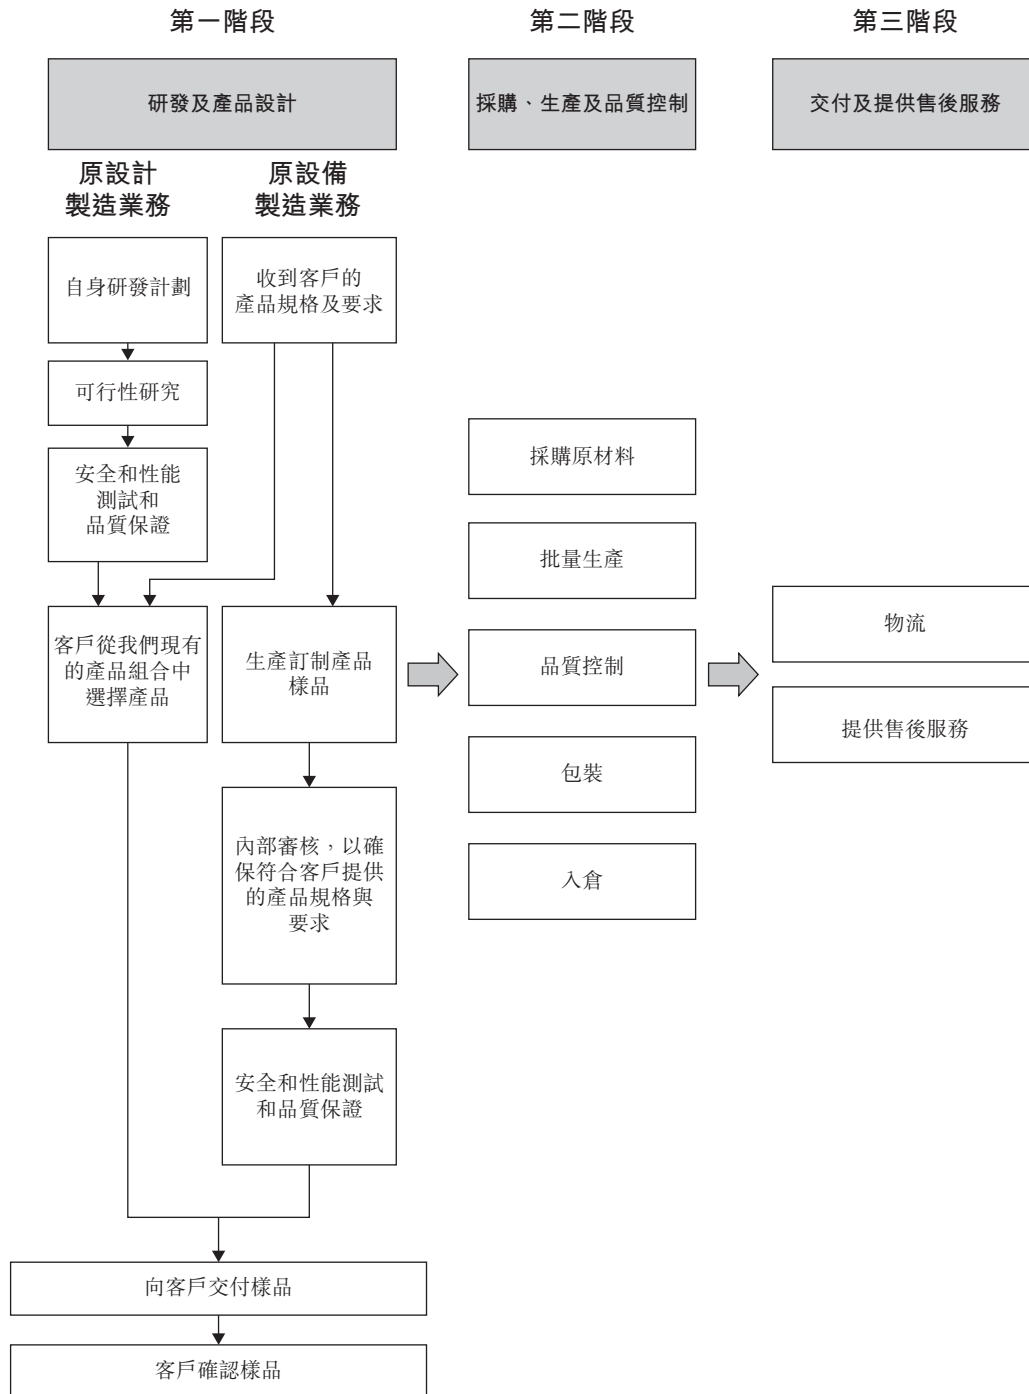 第一階段
第二階段
第三階段
研發及產品設計
採購、生產及品質控制
交付及提供售後服務
原設計
製造業務
原設備
製造業務
自身研發計劃
收到客戶的
產品規格及要求
可行性研究
安全和性能
測試和
品質保證
客戶從我們現有
的產品組合中
選擇產品
生產訂制產品
樣品
內部審核，以確
保符合客戶提供
的產品規格與
要求
安全和性能測試
和品質保證
向客戶交付樣品
客戶確認樣品
採購原材料
批量生產
品質控制
包裝
入倉
物流
提供售後服務